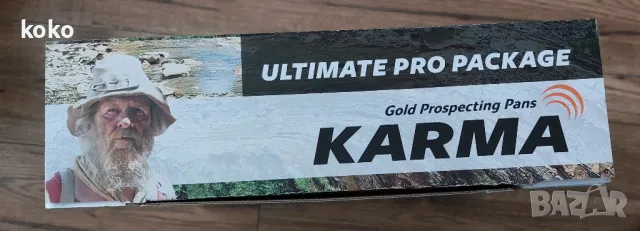 koko
ULTIMATE PRO PACKAGE
Gold Prospecting Pans
KARMA
BAZAR